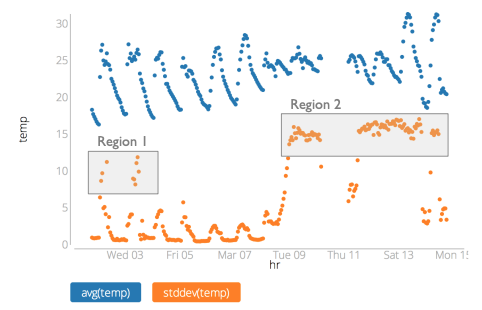 30
25
20
15
10
5
0
temp
Region 1
Region 2
Wed 03
Fri 05
Mar 07
Tue 09
Thu 11
Sat 13
Mon 15
hr
avg(temp)
stddev(temp)